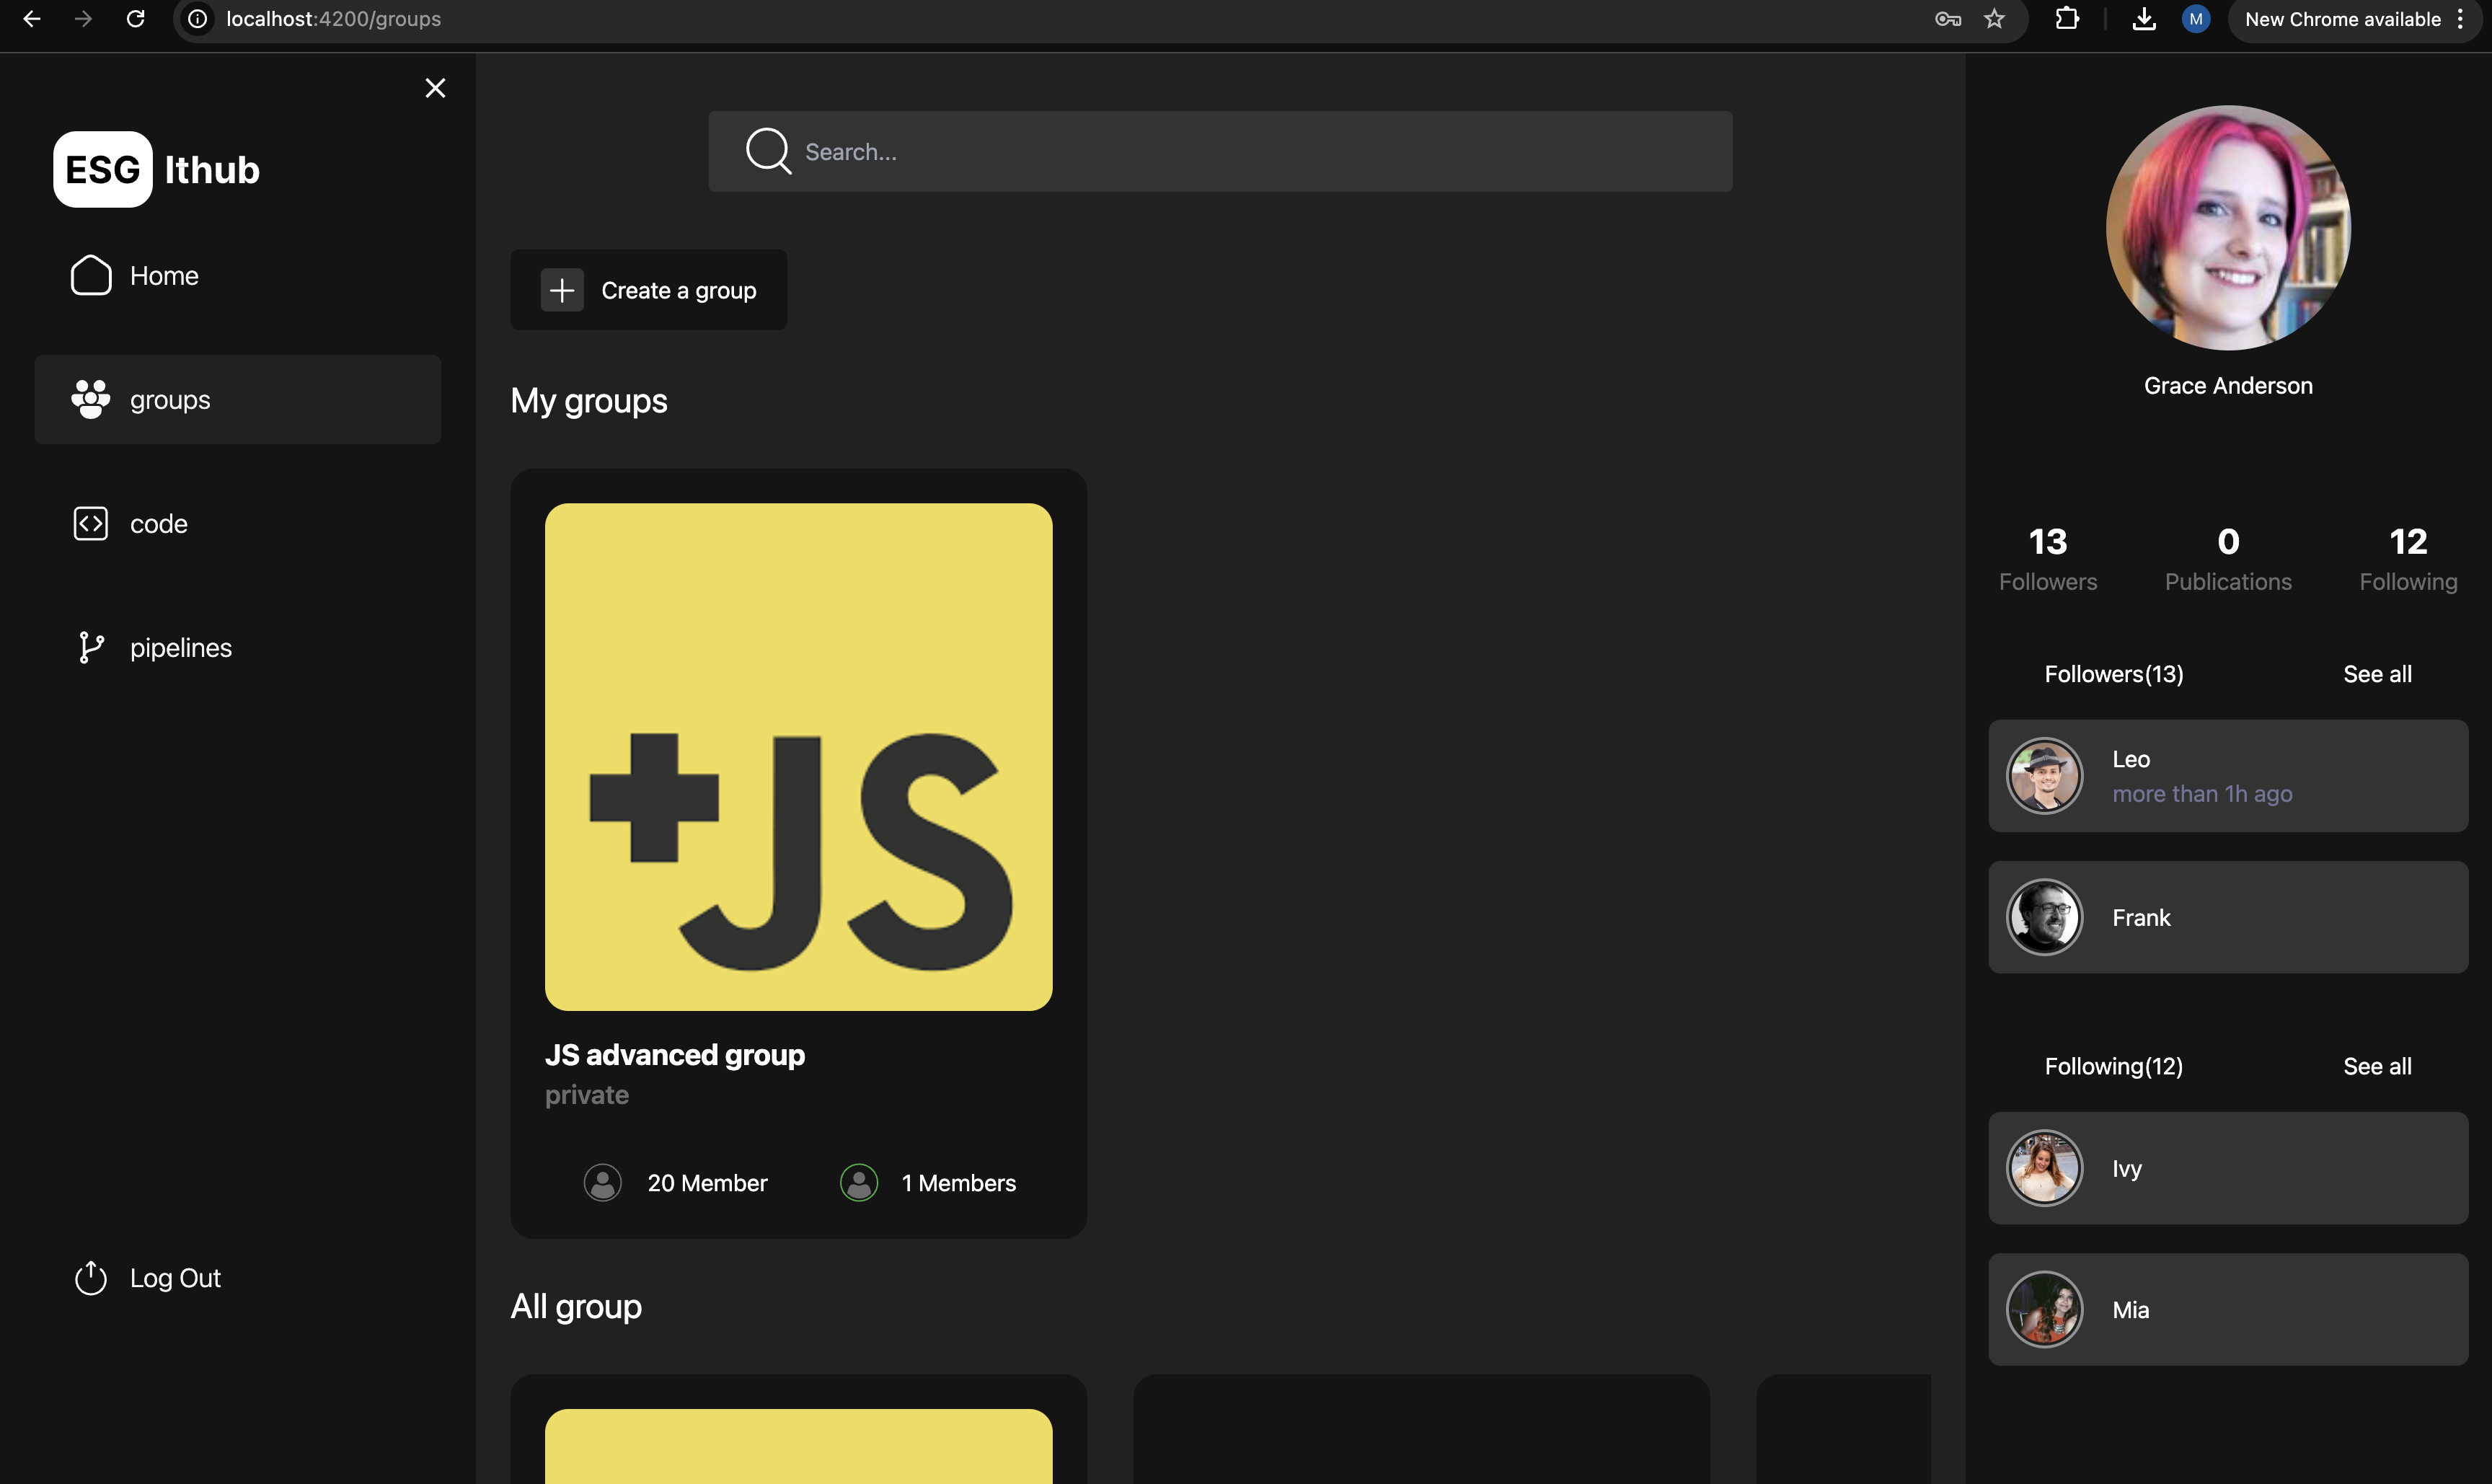 localhost:4200/groups
M
New Chrome available
ESG Ithub
Home
groups
code
pipelines
Log Out
Search...
Create a group
My groups
+JS
JS advanced group
private
20 Member
1 Members
All group
Grace Anderson
13
Followers
0
Publications
12
Following
Followers(13)
See all
Leo
more than 1h ago
Frank
Following(12)
See all
Ivy
Mia